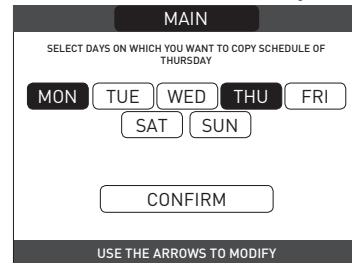 MAIN
SELECT DAYS ON WHICH YOU WANT TO COPY SCHEDULE OF
THURSDAY
MON TUE WED THU FRI
SAT SUN
CONFIRM
USE THE ARROWS TO MODIFY